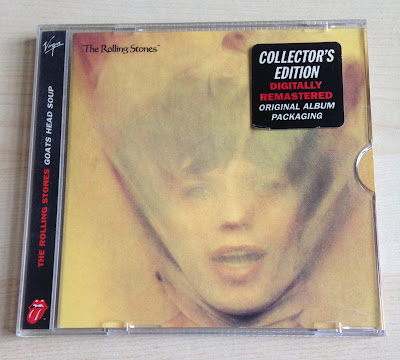 Virgin
THE ROLLING STONES GOATS HEAD SOUP
"The Rolling Stones"
COLLECTOR'S
EDITION
DIGITALLY
REMASTERED
ORIGINAL ALBUM
PACKAGING